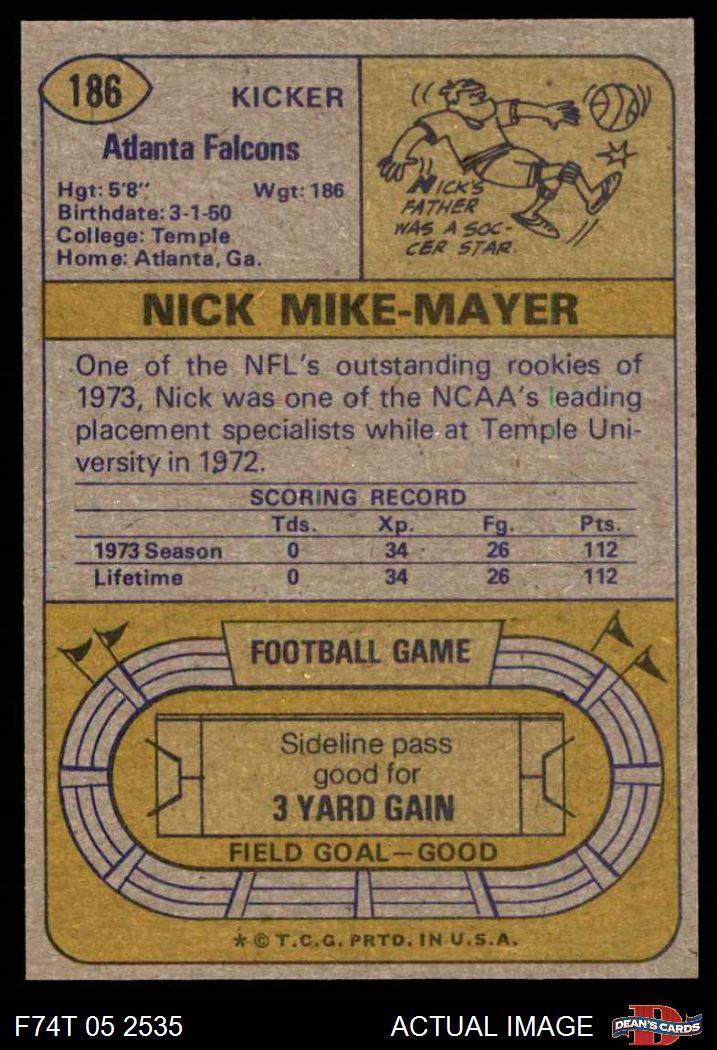 186
KICKER
Atlanta Falcons
Hgt: 5'8" Wgt: 186
Birthdate: 3-1-50
College: Temple
Home: Atlanta, Ga.
NICK'S
FATHER
WAS A SOC-
CER STAR.
NICK MIKE-MAYER
One of the NFL's outstanding rookies of
1973, Nick was one of the NCAA's leading
placement specialists while at Temple Uni-
versity in 1972.
SCORING RECORD
Tds. Xp. Fg. Pts.
1973 Season 0 34 26 112
Lifetime 0 34 26 112
FOOTBALL GAME
Sideline pass
good for
3 YARD GAIN
FIELD GOAL—GOOD
* © T.C.G. PRTD. IN U.S.A.
F74T 05 2535 ACTUAL IMAGE
D
DEAN'S CARDS